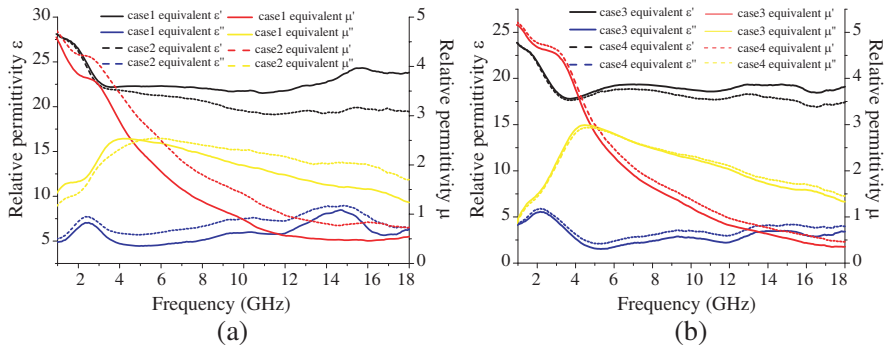 case1 equivalent ε' case1 equivalent μ'
case1 equivalent ε" case1 equivalent μ"
case2 equivalent ε' case2 equivalent μ'
case2 equivalent ε" case2 equivalent μ"
Relative permittivity ε
30
25
20
15
10
5
5
4
3
2
1
0
Relative permittivity μ
2 4 6 8 10 12 14 16 18
Frequency (GHz)
(a)
case3 equivalent ε' case3 equivalent μ'
case3 equivalent ε" case3 equivalent μ"
case4 equivalent ε' case4 equivalent μ'
case4 equivalent ε" case4 equivalent μ"
Relative permittivity ε
25
20
15
10
5
0
5
4
3
2
1
0
Relative permittivity μ
2 4 6 8 10 12 14 16 18
Frequency (GHz)
(b)